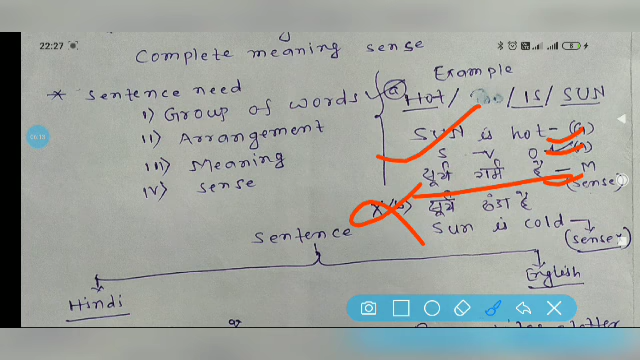 22:27
Complete meaning sense
* Sentence need
i) Group of words
ii) Arrangement
iii) Meaning
iv) Sense
Example
Hot / / IS / SUN
SUN is hot - (G)
S V O - (A)
सूर्य गर्म है - M
(Sense)
सूर्य ठंडा है
Sun is cold
(Sense)
Sentence
Hindi
English